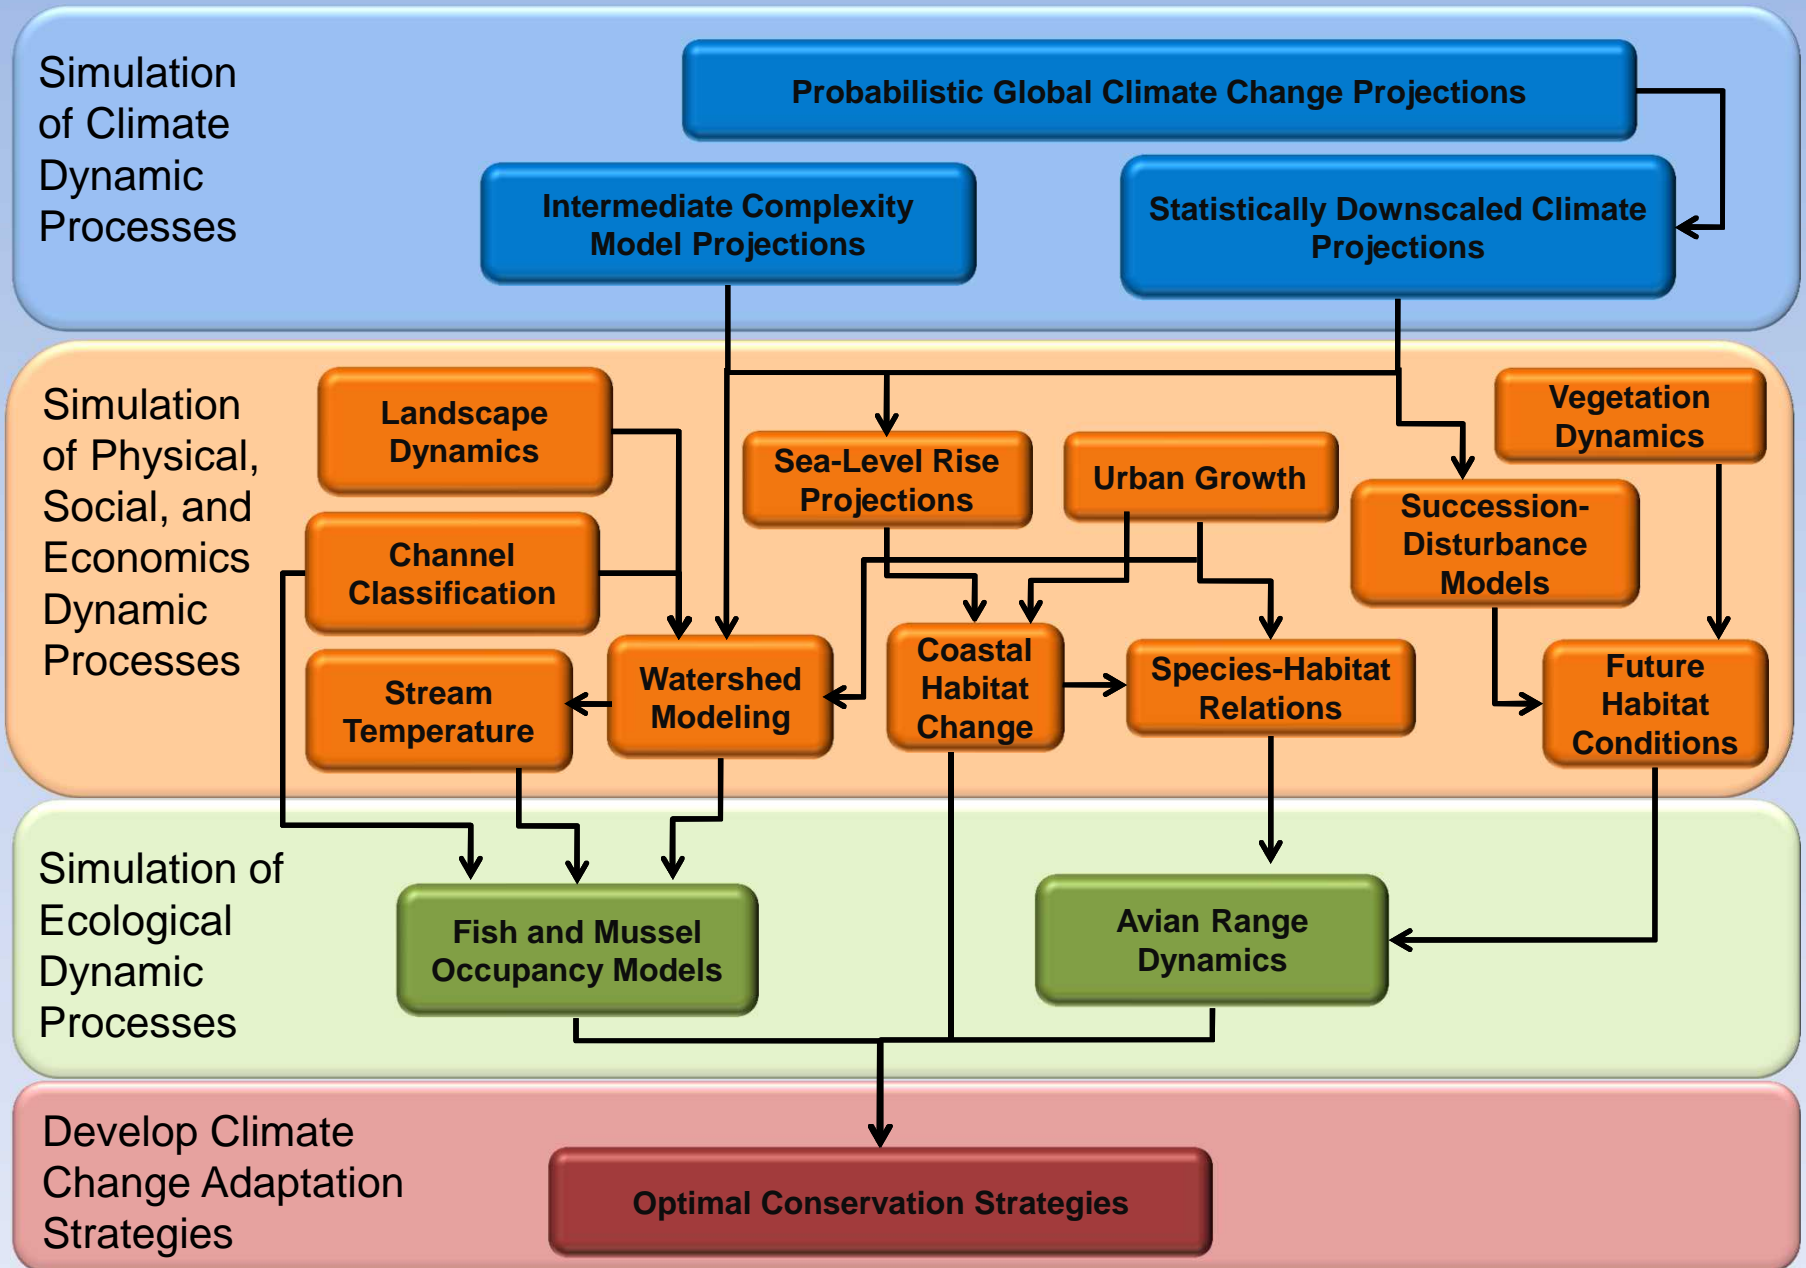 Simulation
of Climate
Dynamic
Processes
Probabilistic Global Climate Change Projections
Intermediate Complexity
Model Projections
Statistically Downscaled Climate
Projections
Simulation
of Physical,
Social, and
Economics
Dynamic
Processes
Landscape
Dynamics
Channel
Classification
Stream
Temperature
Watershed
Modeling
Sea-Level Rise
Projections
Urban Growth
Coastal
Habitat
Change
Species-Habitat
Relations
Succession-
Disturbance
Models
Vegetation
Dynamics
Future
Habitat
Conditions
Simulation of
Ecological
Dynamic
Processes
Fish and Mussel
Occupancy Models
Avian Range
Dynamics
Develop Climate
Change Adaptation
Strategies
Optimal Conservation Strategies